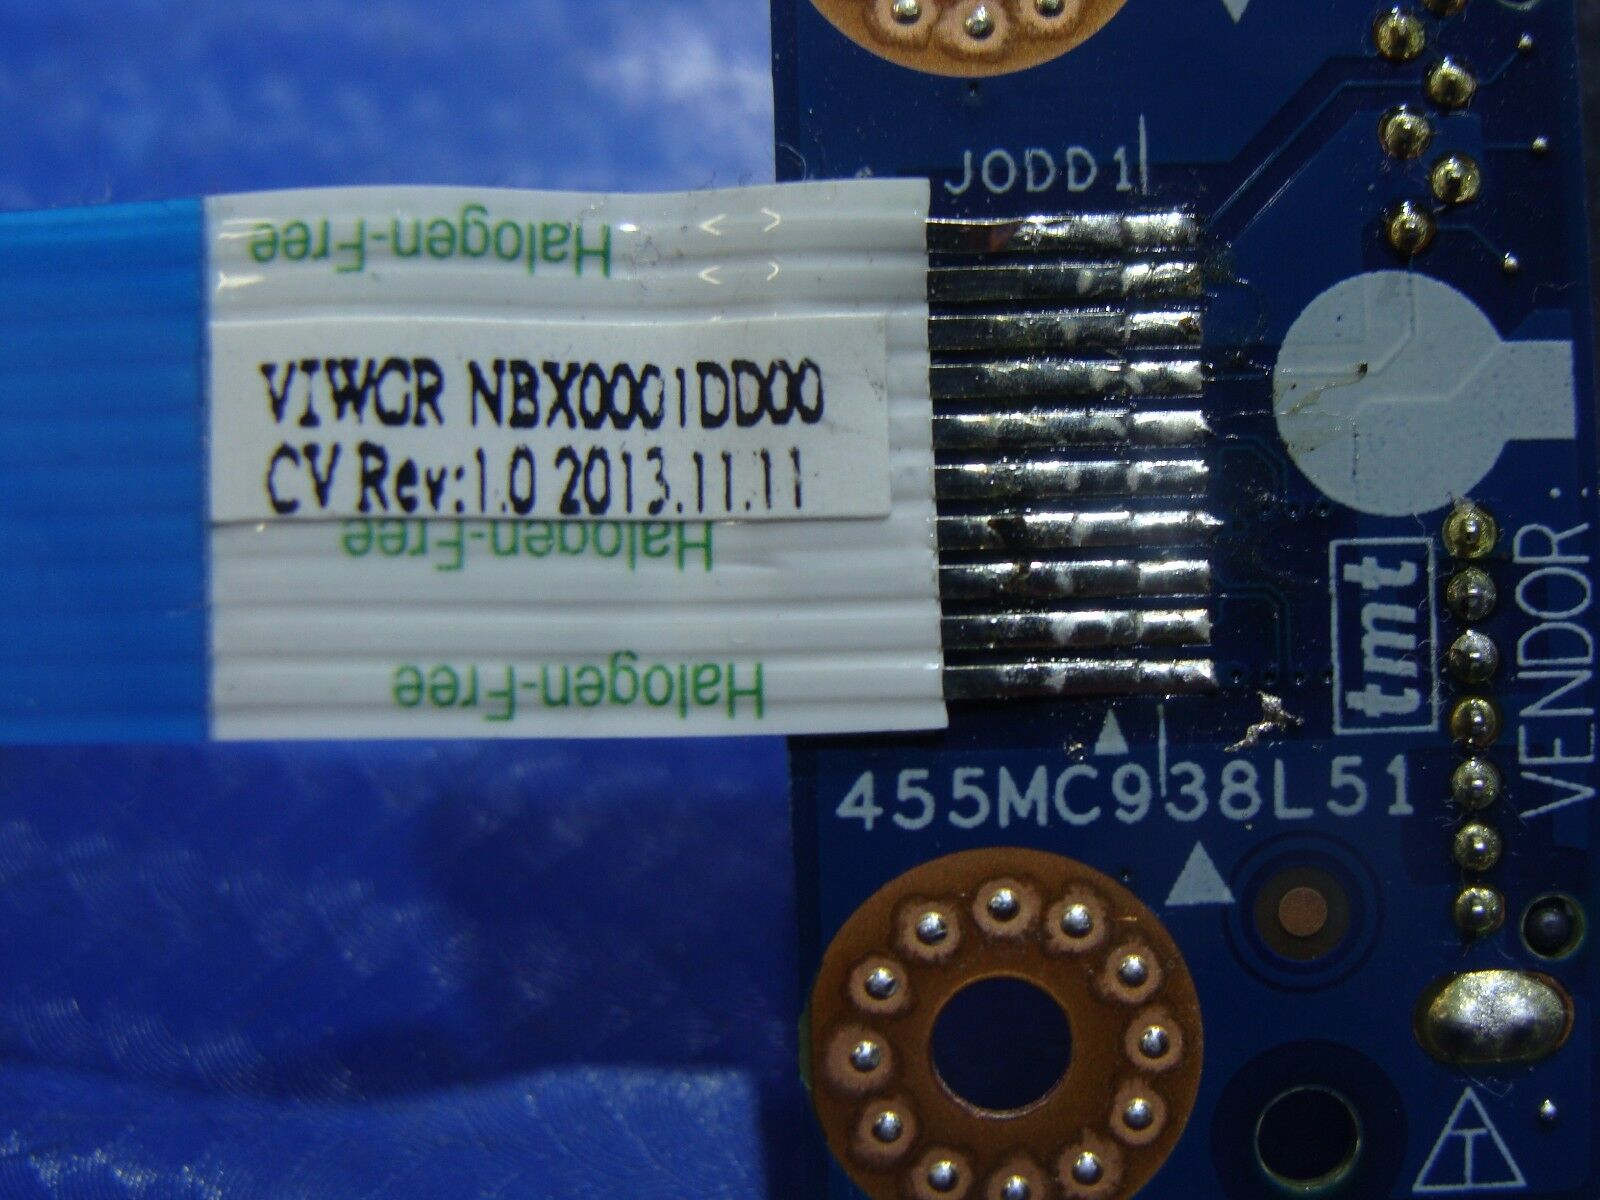 JODD1
Halogen-Free
VIWGR NBX0001DD00
CV Rev:1.0 2013.11.11
Halogen-Free
Halogen-Free
tmt
VENDOR:
455MC938L51
T